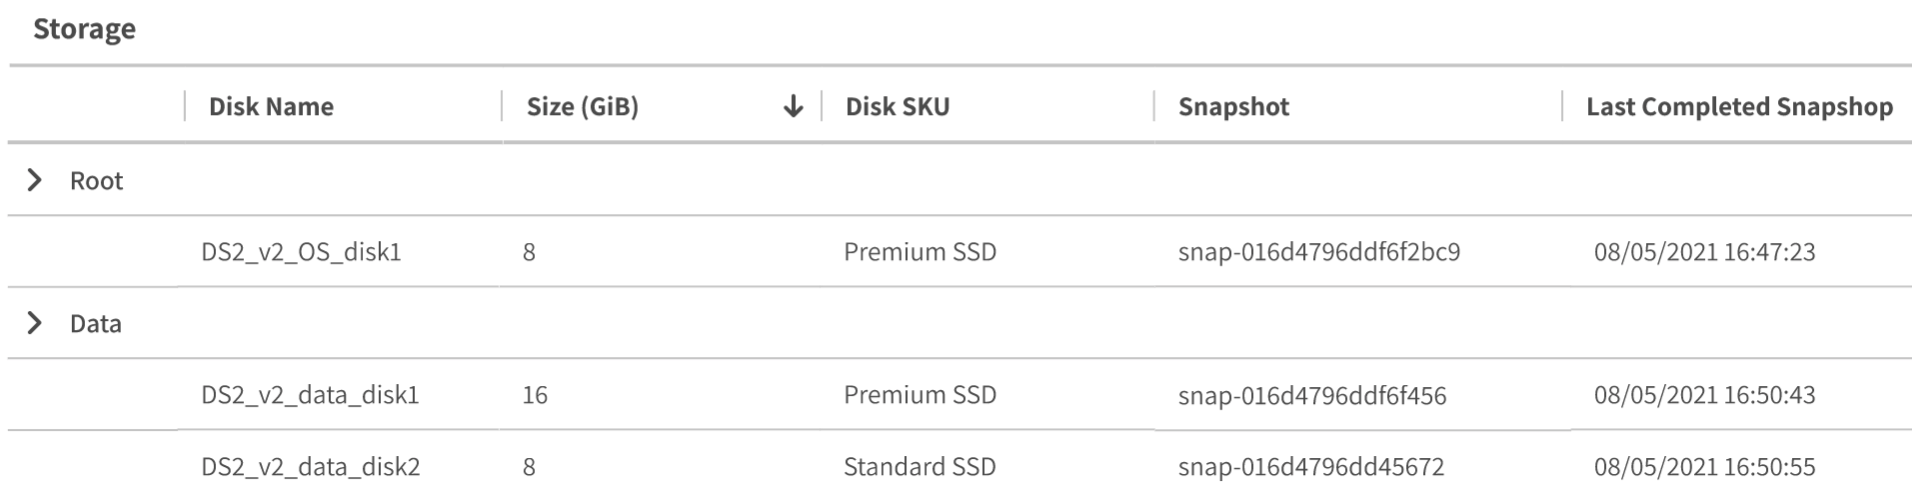 Storage
Disk Name Size (GiB) Disk SKU Snapshot Last Completed Snapshop
Root
DS2_v2_OS_disk1 8 Premium SSD snap-016d4796ddf6f2bc9 08/05/2021 16:47:23
Data
DS2_v2_data_disk1 16 Premium SSD snap-016d4796ddf6f456 08/05/2021 16:50:43
DS2_v2_data_disk2 8 Standard SSD snap-016d4796dd45672 08/05/2021 16:50:55